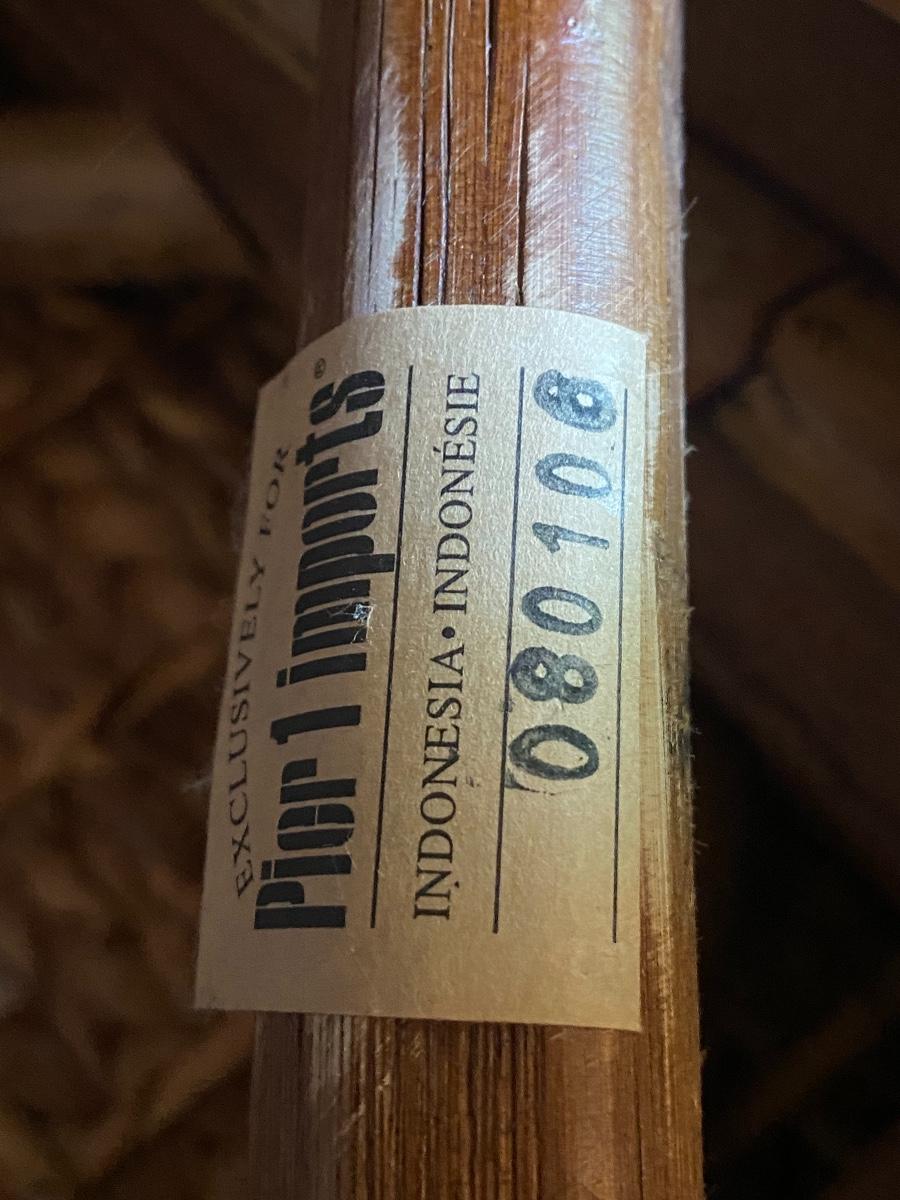 EXCLUSIVELY FOR
Pier 1 imports®
INDONESIA • INDONÉSIE
080106